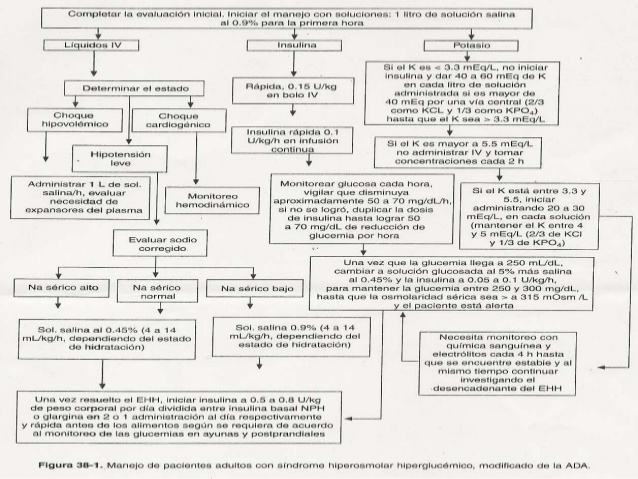 Completar la evaluación inicial. Iniciar el manejo con soluciones: 1 litro de solución salina
al 0.9% para la primera hora
Líquidos IV
Insulina
Potasio
Determinar el estado
Choque
hipovolémico
Choque
cardiogénico
Hipotensión
leve
Administrar 1 L de sol.
salina/h, evaluar
necesidad de
expansores del plasma
Monitoreo
hemodinámico
Evaluar sodio
corregido
Na sérico alto
Na sérico
normal
Na sérico bajo
Sol. salina al 0.45% (4 a 14
mL/kg/h, dependiendo del estado
de hidratación)
Sol. salina 0.9% (4 a 14
mL/kg/h, dependiendo del
estado de hidratación)
Rápida, 0.15 U/kg
en bolo IV
Insulina rápida 0.1
U/kg/h en infusión
continua
Monitorear glucosa cada hora,
vigilar que disminuya
aproximadamente 50 a 70 mg/dL/h,
si no se logró, duplicar la dosis
de insulina hasta lograr 50
a 70 mg/dL de reducción de
glucemia por hora
Si el K es < 3.3 mEq/L, no iniciar
insulina y dar 40 a 60 mEq de K
en cada litro de solución
administrada si es mayor de
40 mEq por una vía central (2/3
como KCL y 1/3 como KPO₄)
hasta que el K sea > 3.3 mEq/L
Si el K es mayor a 5.5 mEq/L
no administrar IV y tomar
concentraciones cada 2 h
Si el K está entre 3.3 y
5.5, iniciar
administrando 20 a 30
mEq/L, en cada solución
(mantener el K entre 4
y 5 mEq/L (2/3 de KCl
y 1/3 de KPO₄)
Una vez que la glucemia llega a 250 mL/dL,
cambiar a solución glucosada al 5% más salina
al 0.45% y la insulina a 0.05 a 0.1 U/kg/h,
para mantener la glucemia entre 250 y 300 mg/dL,
hasta que la osmolaridad sérica sea > a 315 mOsm /L
y el paciente está alerta
Necesita monitoreo con
química sanguínea y
electrólitos cada 4 h hasta
que se encuentre estable y al
mismo tiempo continuar
investigando el
desencadenante del EHH
Una vez resuelto el EHH, iniciar insulina a 0.5 a 0.8 U/kg
de peso corporal por día dividida entre insulina basal NPH
o glargina en 2 o 1 administración al día respectivamente
y rápida antes de los alimentos según se requiera de acuerdo
al monitoreo de las glucemias en ayunas y postprandiales
Figura 38-1. Manejo de pacientes adultos con síndrome hiperosmolar hiperglucémico, modificado de la ADA.